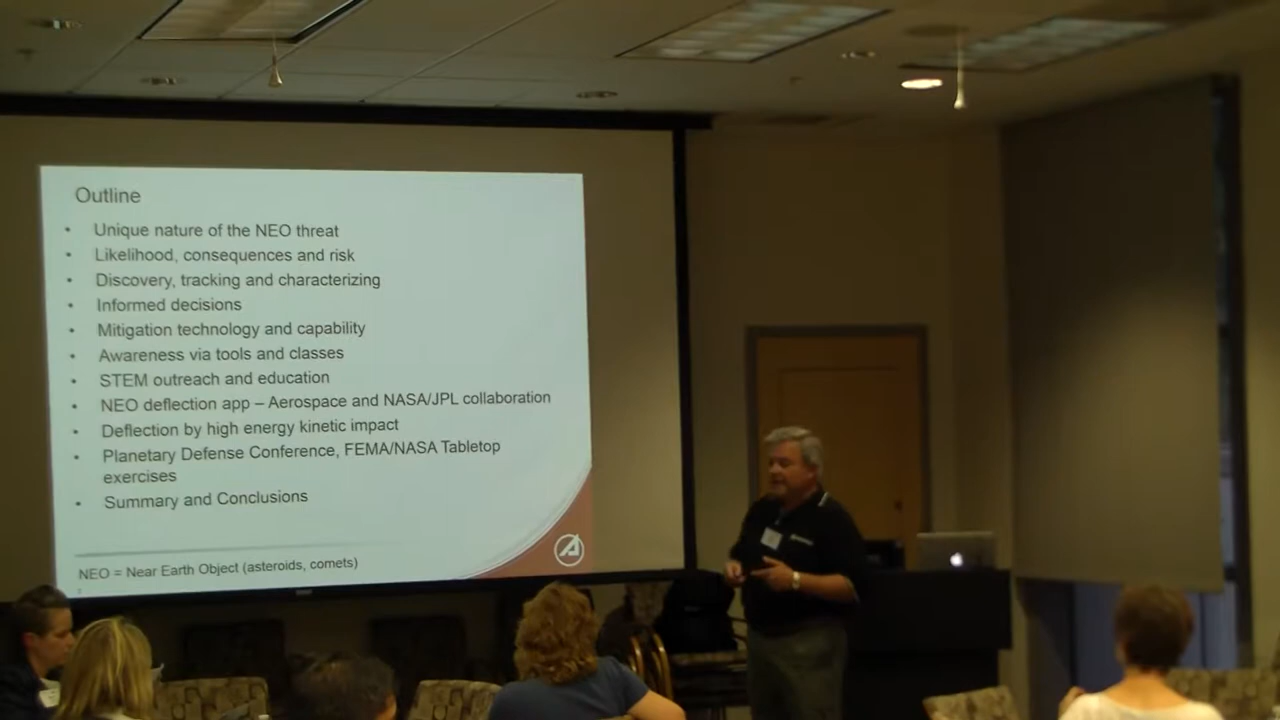 Outline
• Unique nature of the NEO threat
• Likelihood, consequences and risk
• Discovery, tracking and characterizing
• Informed decisions
• Mitigation technology and capability
• Awareness via tools and classes
• STEM outreach and education
• NEO deflection app – Aerospace and NASA/JPL collaboration
• Deflection by high energy kinetic impact
• Planetary Defense Conference, FEMA/NASA Tabletop
exercises
• Summary and Conclusions
NEO = Near Earth Object (asteroids, comets)